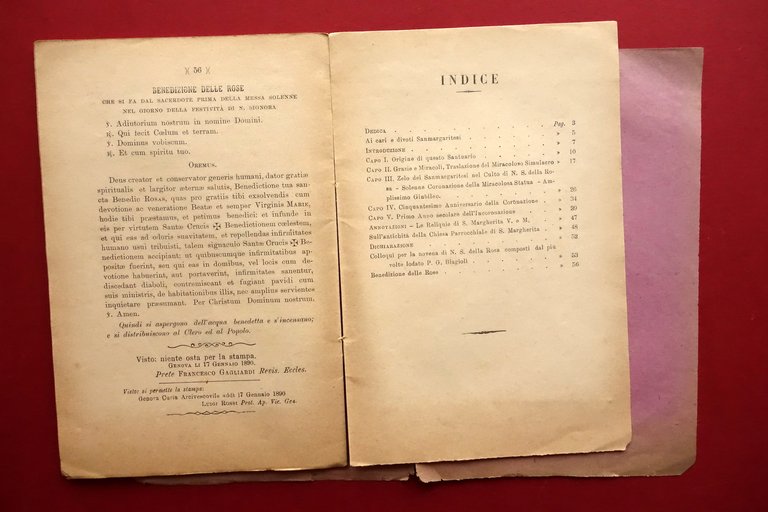 )( 56 )(
BENEDIZIONE DELLE ROSE
CHE SI FA DAL SACERDOTE PRIMA DELLA MESSA SOLENNE
NEL GIORNO DELLA FESTIVITÀ DI N. SIGNORA
℣. Adiutorium nostrum in nomine Domini.
℟. Qui fecit Cœlum et terram.
℣. Dominus vobiscum.
℟. Et cum spiritu tuo.
OREMUS.
Deus creator et conservator generis humani, dator gratiæ
spiritualis et largitor æternæ salutis, Benedictione tua san-
cta Benedic ROSAS, quas pro gratiis tibi exsolvendis cum
devotione ac veneratione Beatæ et semper Virginis MARIÆ,
hodie tibi præstamus, et petimus benedici: et infunde in
eis per virtutem Sanctæ Crucis ✠ Benedictionem cœlestem,
et qui eas ad odoris suavitatem, et repellendas infirmitates
humano usui tribuisti, talem signaculo Sanctæ Crucis ✠ Be-
nedictionem accipiant; ut quibuscumque infirmitatibus ap-
positæ fuerint, seu qui eas in domibus, vel locis cum de-
votione habuerint, aut portaverint, infirmitates sanentur,
discedant diaboli, contremiscant et fugiant pavidi cum
suis ministris, de habitationibus illis, nec amplius servientes
inquietare præsumant. Per Christum Dominum nostrum.
℣. Amen.
Quindi si aspergono dell'acqua benedetta e s'incensano;
e si distribuiscono al Clero ed al Popolo.
Visto: niente osta per la stampa.
GENOVA LI 17 GENNAIO 1890.
Prete FRANCESCO GAGLIARDI Revis. Eccles.
Visto: si permette la stampa:
Genova Curia Arcivescovile addì 17 Gennaio 1890
LUIGI ROSSI Prot. Ap. Vic. Gen.
INDICE
DEDICA . . . Pag. 3
Ai cari e divoti Sanmargaritesi . . . » 5
INTRODUZIONE . . . » 7
CAPO I. Origine di questo Santuario . . . » 10
CAPO II. Grazie e Miracoli, Traslazione del Miracoloso Simulacro » 17
CAPO III. Zelo dei Sanmargaritesi nel Culto di N. S. della Ro-
sa - Solenne Coronazione della Miracolosa Statua - Am-
plissimo Giubileo. . . . » 26
CAPO IV. Cinquantesimo Anniversario della Coronazione . » 34
CAPO V. Primo Anno secolare dell'Incoronazione . » 39
ANNOTAZIONI - Le Reliquie di S. Margherita V. e M. . » 47
Sull'antichità della Chiesa Parrocchiale di S. Margherita . » 48
DICHIARAZIONE . . . » 52
Colloqui per la novena di N. S. della Rosa composti dal più
volte lodato P. G. Biagioli . . . » 53
Benedizione delle Rose . . . » 56